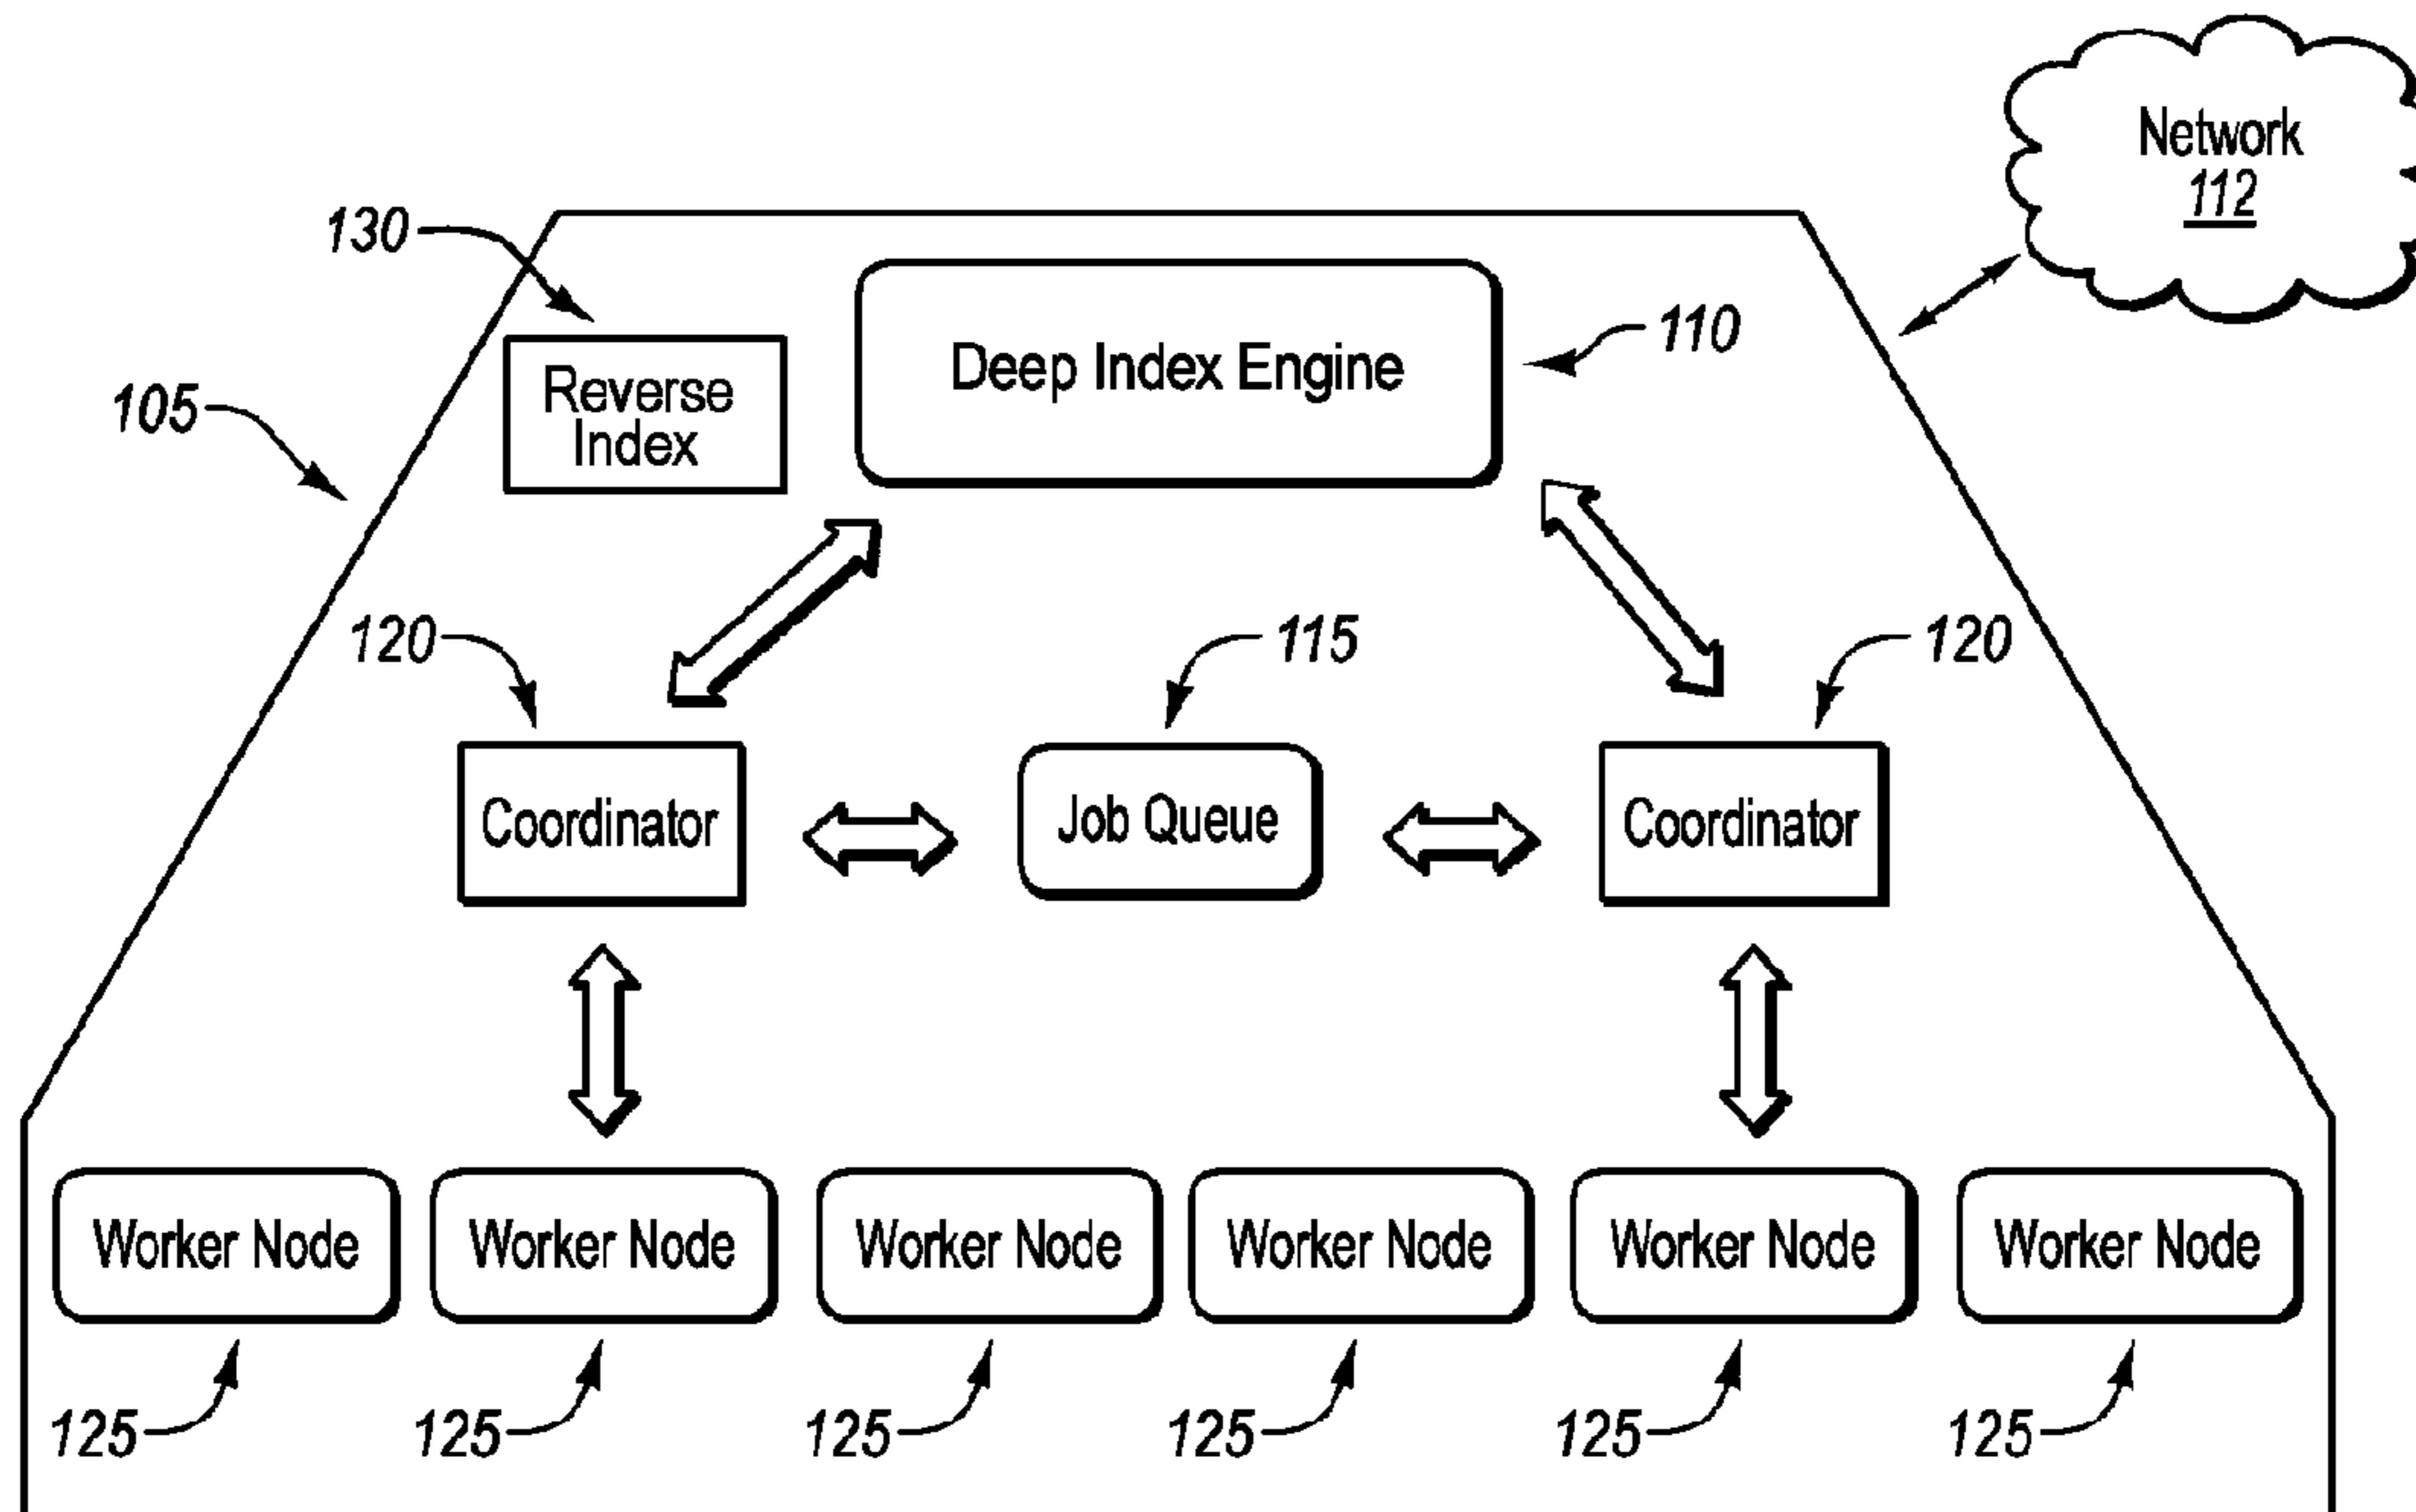 Network
112
130
110
Deep Index Engine
Reverse
Index
105
120
115
120
Coordinator
Job Queue
Coordinator
Worker Node
Worker Node
Worker Node
Worker Node
Worker Node
Worker Node
125
125
125
125
125
125